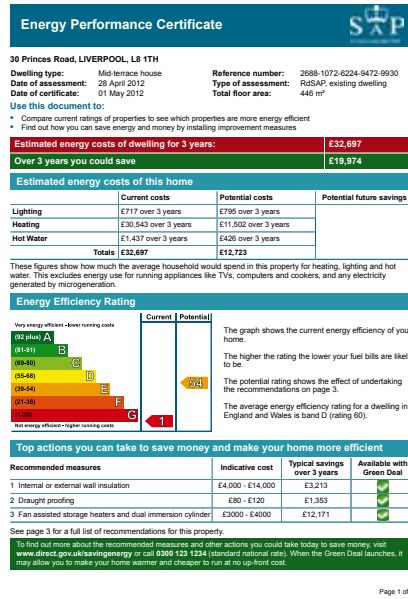 Energy Performance Certificate
SAP
30 Princes Road, LIVERPOOL, L8 1TH
Dwelling type: Mid-terrace house Reference number: 2688-1072-6224-9472-9930
Date of assessment: 28 April 2012 Type of assessment: RdSAP, existing dwelling
Date of certificate: 01 May 2012 Total floor area: 446 m²
Use this document to:
• Compare current ratings of properties to see which properties are more energy efficient
• Find out how you can save energy and money by installing improvement measures
Estimated energy costs of dwelling for 3 years: £32,697
Over 3 years you could save £19,974
Estimated energy costs of this home
Current costs Potential costs Potential future savings
Lighting £717 over 3 years £795 over 3 years
Heating £30,543 over 3 years £11,502 over 3 years
Hot Water £1,437 over 3 years £426 over 3 years
Totals £32,697 £12,723
These figures show how much the average household would spend in this property for heating, lighting and hot
water. This excludes energy use for running appliances like TVs, computers and cookers, and any electricity
generated by microgeneration.
Energy Efficiency Rating
Current Potential
Very energy efficient - lower running costs
(92 plus) A
(81-91) B
(69-80) C
(55-68) D
(39-54) E
(21-38) F
(1-20) G
Not energy efficient - higher running costs
54
1
The graph shows the current energy efficiency of you
home.
The higher the rating the lower your fuel bills are likel
to be.
The potential rating shows the effect of undertaking
the recommendations on page 3.
The average energy efficiency rating for a dwelling in
England and Wales is band D (rating 60).
Top actions you can take to save money and make your home more efficient
Recommended measures Indicative cost Typical savings over 3 years Available with Green Deal
1 Internal or external wall insulation £4,000 - £14,000 £3,213
2 Draught proofing £80 - £120 £1,353
3 Fan assisted storage heaters and dual immersion cylinder £3000 - £4000 £12,171
See page 3 for a full list of recommendations for this property.
To find out more about the recommended measures and other actions you could take today to save money, visit
www.direct.gov.uk/savingenergy or call 0300 123 1234 (standard national rate). When the Green Deal launches, it
may allow you to make your home warmer and cheaper to run at no up-front cost.
Page 1 of